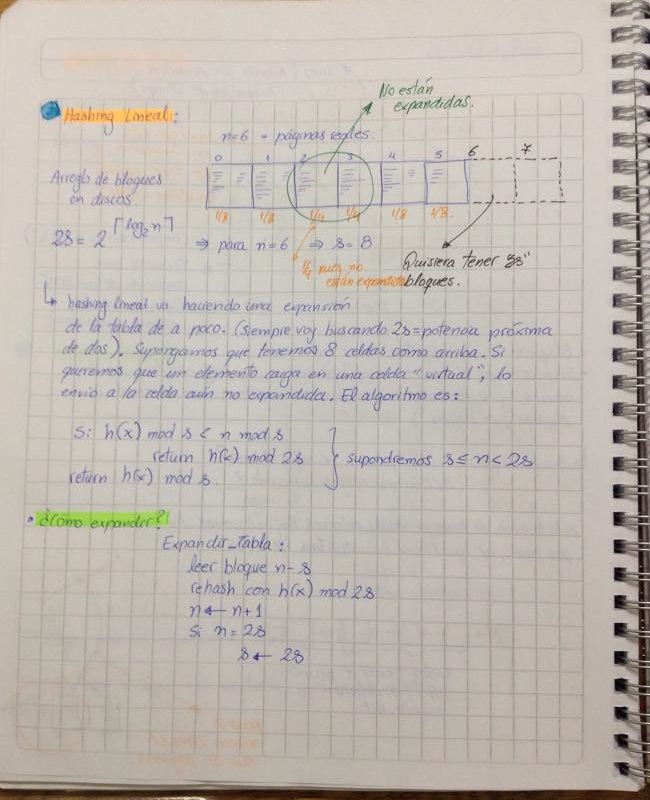 Hashing Lineal:
No están
expandidas.
n=6 = páginas reales.
0 1 2 3 4 5 6 7
Arreglo de bloques
en discos
1/8 1/8 1/4 1/4 1/8 1/8.
2s = 2^⌈log₂n⌉ ⇒ para n=6 ⇒ s = 8
1/4 pues no
están expandidas
Quisiera tener "2s"
bloques.
↳ hashing lineal va haciendo una expansión
de la tabla de a poco. (siempre voy buscando 2s=potencia próxima
de dos). Supongamos que tenemos 8 celdas como arriba. Si
queremos que un elemento caiga en una celda "virtual", lo
envío a la celda aún no expandida. El algoritmo es:
Si h(x) mod s < n mod s
return h(x) mod 2s } supondremos s ≤ n < 2s
return h(x) mod s.
• ¿Cómo expander?
Expandir_tabla:
leer bloque n-s
rehash con h(x) mod 2s
n ← n+1
Si n = 2s
s ← 2s